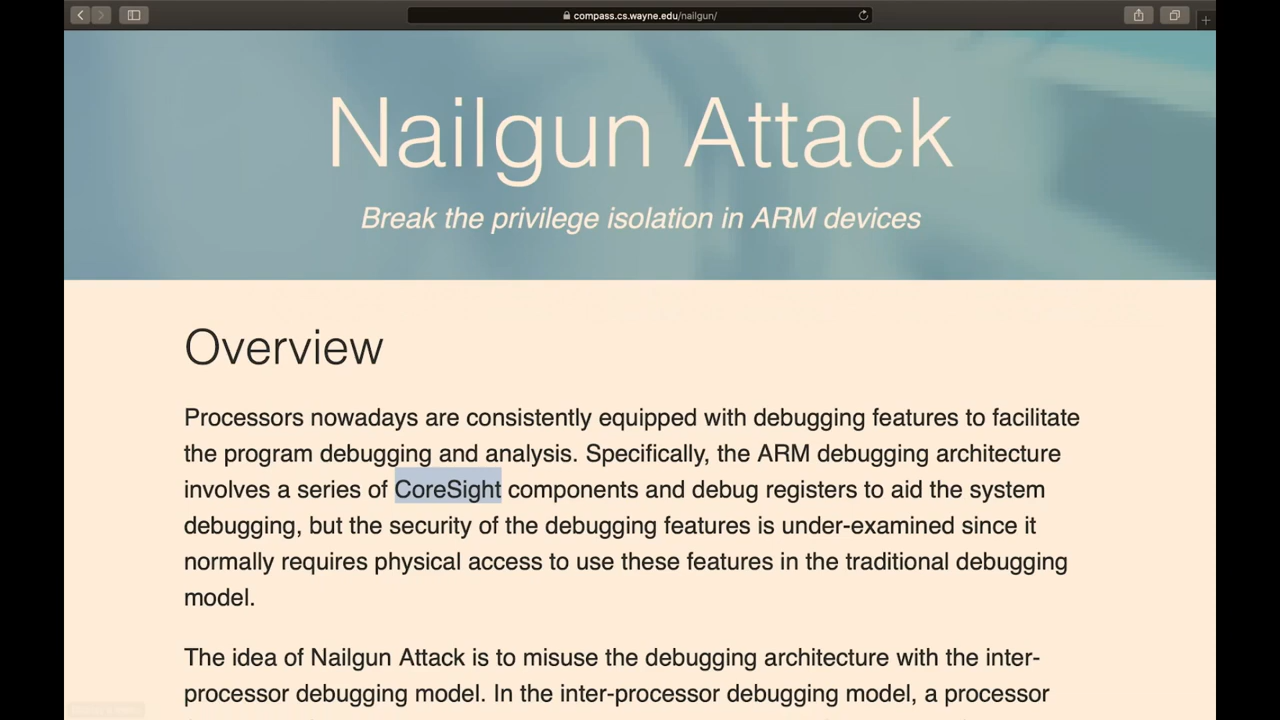 compass.cs.wayne.edu/nailgun/
Nailgun Attack
Break the privilege isolation in ARM devices
Overview
Processors nowadays are consistently equipped with debugging features to facilitate
the program debugging and analysis. Specifically, the ARM debugging architecture
involves a series of CoreSight components and debug registers to aid the system
debugging, but the security of the debugging features is under-examined since it
normally requires physical access to use these features in the traditional debugging
model.
The idea of Nailgun Attack is to misuse the debugging architecture with the inter-
processor debugging model. In the inter-processor debugging model, a processor